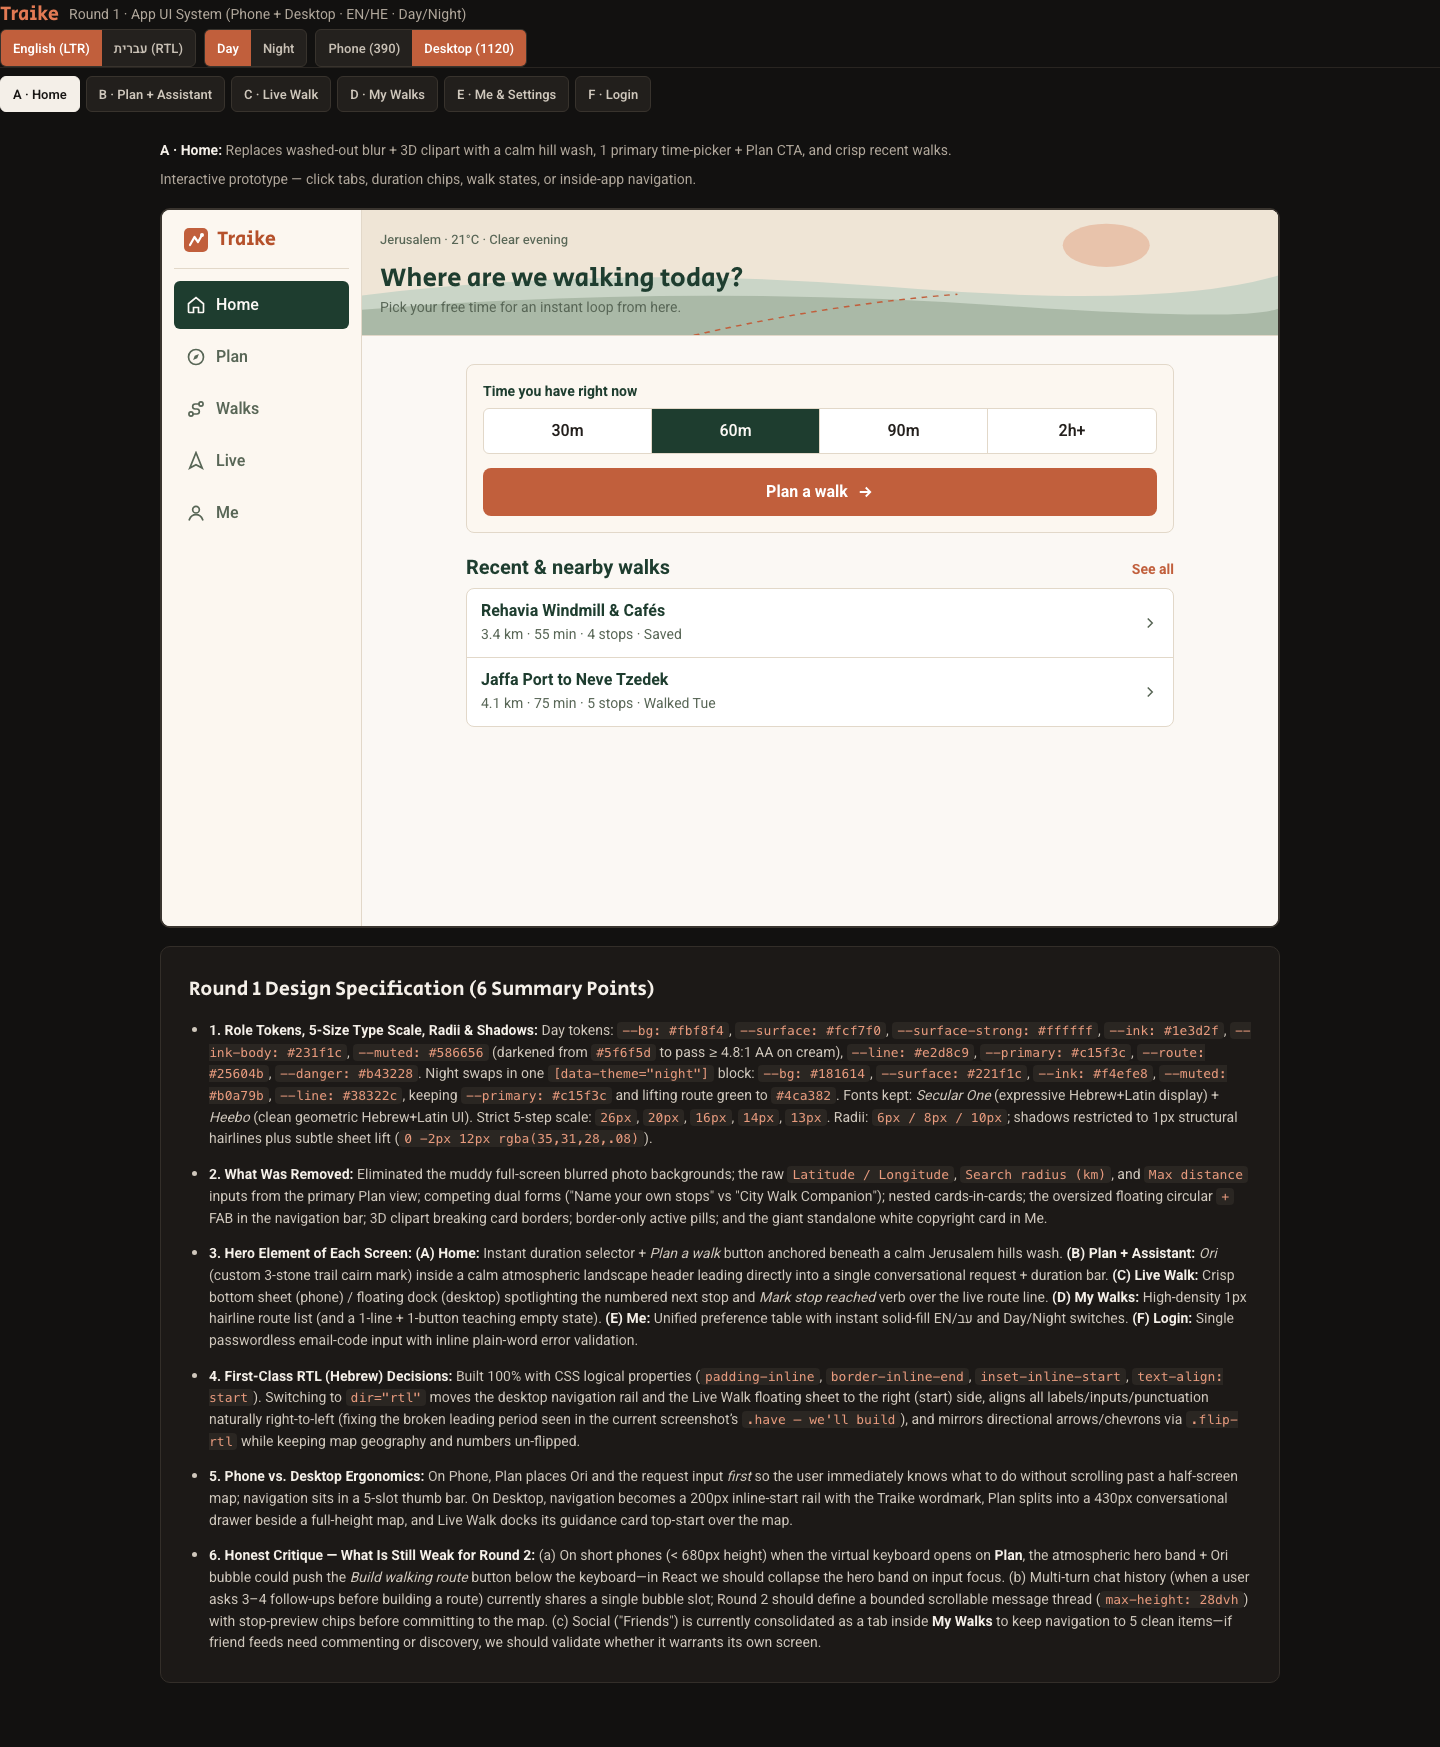 Traike Round 1 · App UI System (Phone + Desktop · EN/HE · Day/Night)
English (LTR) עברית (RTL) Day Night Phone (390) Desktop (1120)
A · Home B · Plan + Assistant C · Live Walk D · My Walks E · Me & Settings F · Login
A · Home: Replaces washed-out blur + 3D clipart with a calm hill wash, 1 primary time-picker + Plan CTA, and crisp recent walks.
Interactive prototype — click tabs, duration chips, walk states, or inside-app navigation.
Traike
Home
Plan
Walks
Live
Me
Jerusalem · 21°C · Clear evening
Where are we walking today?
Pick your free time for an instant loop from here.
Time you have right now
30m 60m 90m 2h+
Plan a walk →
Recent & nearby walks See all
Rehavia Windmill & Cafés
3.4 km · 55 min · 4 stops · Saved
Jaffa Port to Neve Tzedek
4.1 km · 75 min · 5 stops · Walked Tue
Round 1 Design Specification (6 Summary Points)
• 1. Role Tokens, 5-Size Type Scale, Radii & Shadows: Day tokens: --bg: #fbf8f4 , --surface: #fcf7f0 , --surface-strong: #ffffff , --ink: #1e3d2f , --
ink-body: #231f1c , --muted: #586656 (darkened from #5f6f5d to pass ≥ 4.8:1 AA on cream), --line: #e2d8c9 , --primary: #c15f3c , --route:
#25604b , --danger: #b43228 . Night swaps in one [data-theme="night"] block: --bg: #181614 , --surface: #221f1c , --ink: #f4efe8 , --muted:
#b0a79b , --line: #38322c , keeping --primary: #c15f3c and lifting route green to #4ca382 . Fonts kept: Secular One (expressive Hebrew+Latin display) +
Heebo (clean geometric Hebrew+Latin UI). Strict 5-step scale: 26px , 20px , 16px , 14px , 13px . Radii: 6px / 8px / 10px ; shadows restricted to 1px structural
hairlines plus subtle sheet lift ( 0 -2px 12px rgba(35,31,28,.08) ).
• 2. What Was Removed: Eliminated the muddy full-screen blurred photo backgrounds; the raw Latitude / Longitude , Search radius (km) , and Max distance
inputs from the primary Plan view; competing dual forms ("Name your own stops" vs "City Walk Companion"); nested cards-in-cards; the oversized floating circular +
FAB in the navigation bar; 3D clipart breaking card borders; border-only active pills; and the giant standalone white copyright card in Me.
• 3. Hero Element of Each Screen: (A) Home: Instant duration selector + Plan a walk button anchored beneath a calm Jerusalem hills wash. (B) Plan + Assistant: Ori
(custom 3-stone trail cairn mark) inside a calm atmospheric landscape header leading directly into a single conversational request + duration bar. (C) Live Walk: Crisp
bottom sheet (phone) / floating dock (desktop) spotlighting the numbered next stop and Mark stop reached verb over the live route line. (D) My Walks: High-density 1px
hairline route list (and a 1-line + 1-button teaching empty state). (E) Me: Unified preference table with instant solid-fill EN/עב and Day/Night switches. (F) Login: Single
passwordless email-code input with inline plain-word error validation.
• 4. First-Class RTL (Hebrew) Decisions: Built 100% with CSS logical properties ( padding-inline , border-inline-end , inset-inline-start , text-align:
start ). Switching to dir="rtl" moves the desktop navigation rail and the Live Walk floating sheet to the right (start) side, aligns all labels/inputs/punctuation
naturally right-to-left (fixing the broken leading period seen in the current screenshot's .have — we'll build ), and mirrors directional arrows/chevrons via .flip-
rtl while keeping map geography and numbers un-flipped.
• 5. Phone vs. Desktop Ergonomics: On Phone, Plan places Ori and the request input first so the user immediately knows what to do without scrolling past a half-screen
map; navigation sits in a 5-slot thumb bar. On Desktop, navigation becomes a 200px inline-start rail with the Traike wordmark, Plan splits into a 430px conversational
drawer beside a full-height map, and Live Walk docks its guidance card top-start over the map.
• 6. Honest Critique — What Is Still Weak for Round 2: (a) On short phones (< 680px height) when the virtual keyboard opens on Plan, the atmospheric hero band + Ori
bubble could push the Build walking route button below the keyboard—in React we should collapse the hero band on input focus. (b) Multi-turn chat history (when a user
asks 3–4 follow-ups before building a route) currently shares a single bubble slot; Round 2 should define a bounded scrollable message thread ( max-height: 28dvh )
with stop-preview chips before committing to the map. (c) Social ("Friends") is currently consolidated as a tab inside My Walks to keep navigation to 5 clean items—if
friend feeds need commenting or discovery, we should validate whether it warrants its own screen.